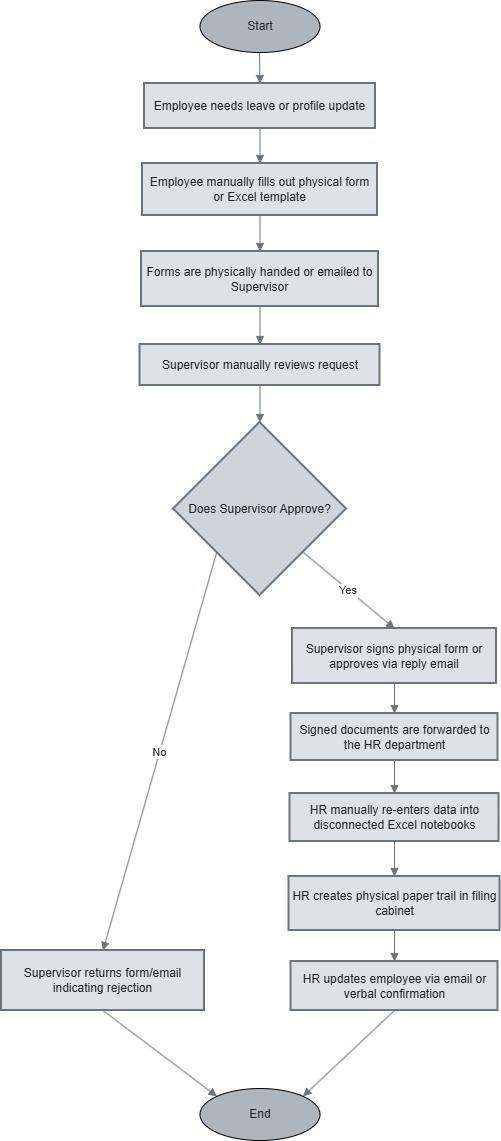 Start
Employee needs leave or profile update
Employee manually fills out physical form
or Excel template
Forms are physically handed or emailed to
Supervisor
Supervisor manually reviews request
Does Supervisor Approve?
Yes
Supervisor signs physical form or
approves via reply email
Signed documents are forwarded to
the HR department
No
HR manually re-enters data into
disconnected Excel notebooks
HR creates physical paper trail in filing
cabinet
Supervisor returns form/email
indicating rejection
HR updates employee via email or
verbal confirmation
End